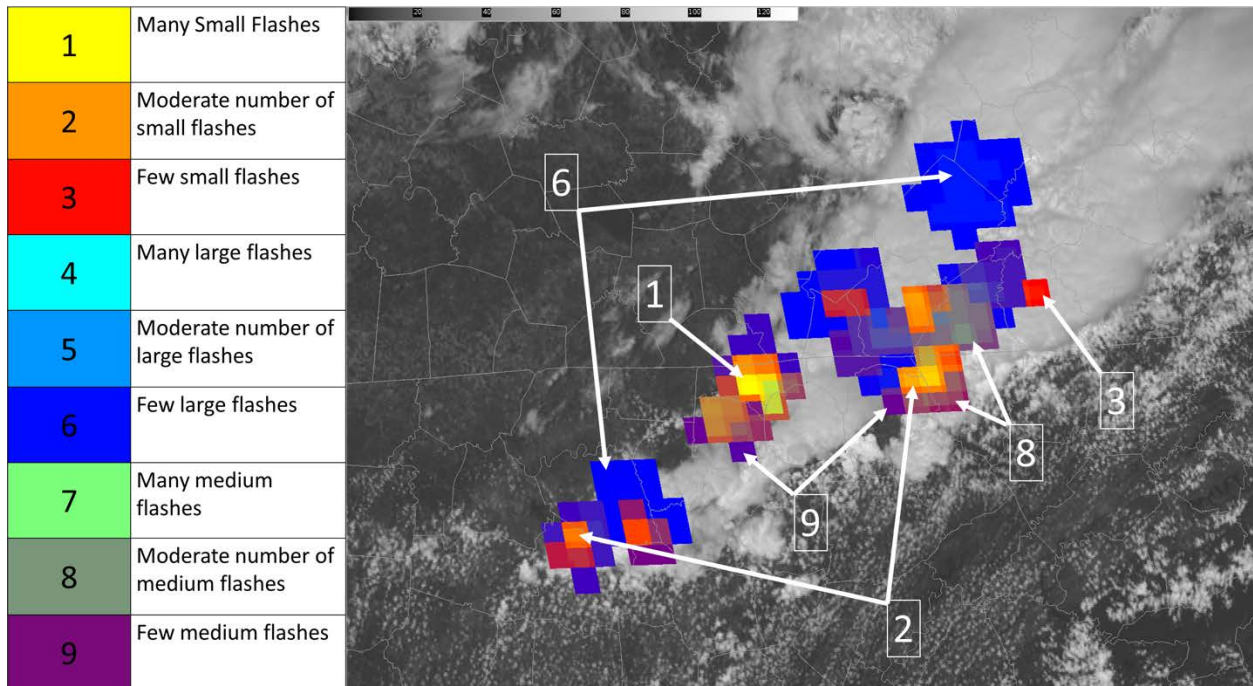 1
Many Small Flashes
2
Moderate number of
small flashes
3
Few small flashes
4
Many large flashes
5
Moderate number of
large flashes
6
Few large flashes
7
Many medium
flashes
8
Moderate number of
medium flashes
9
Few medium flashes
20 40 60 80 100 120
6
1
3
8
9
2